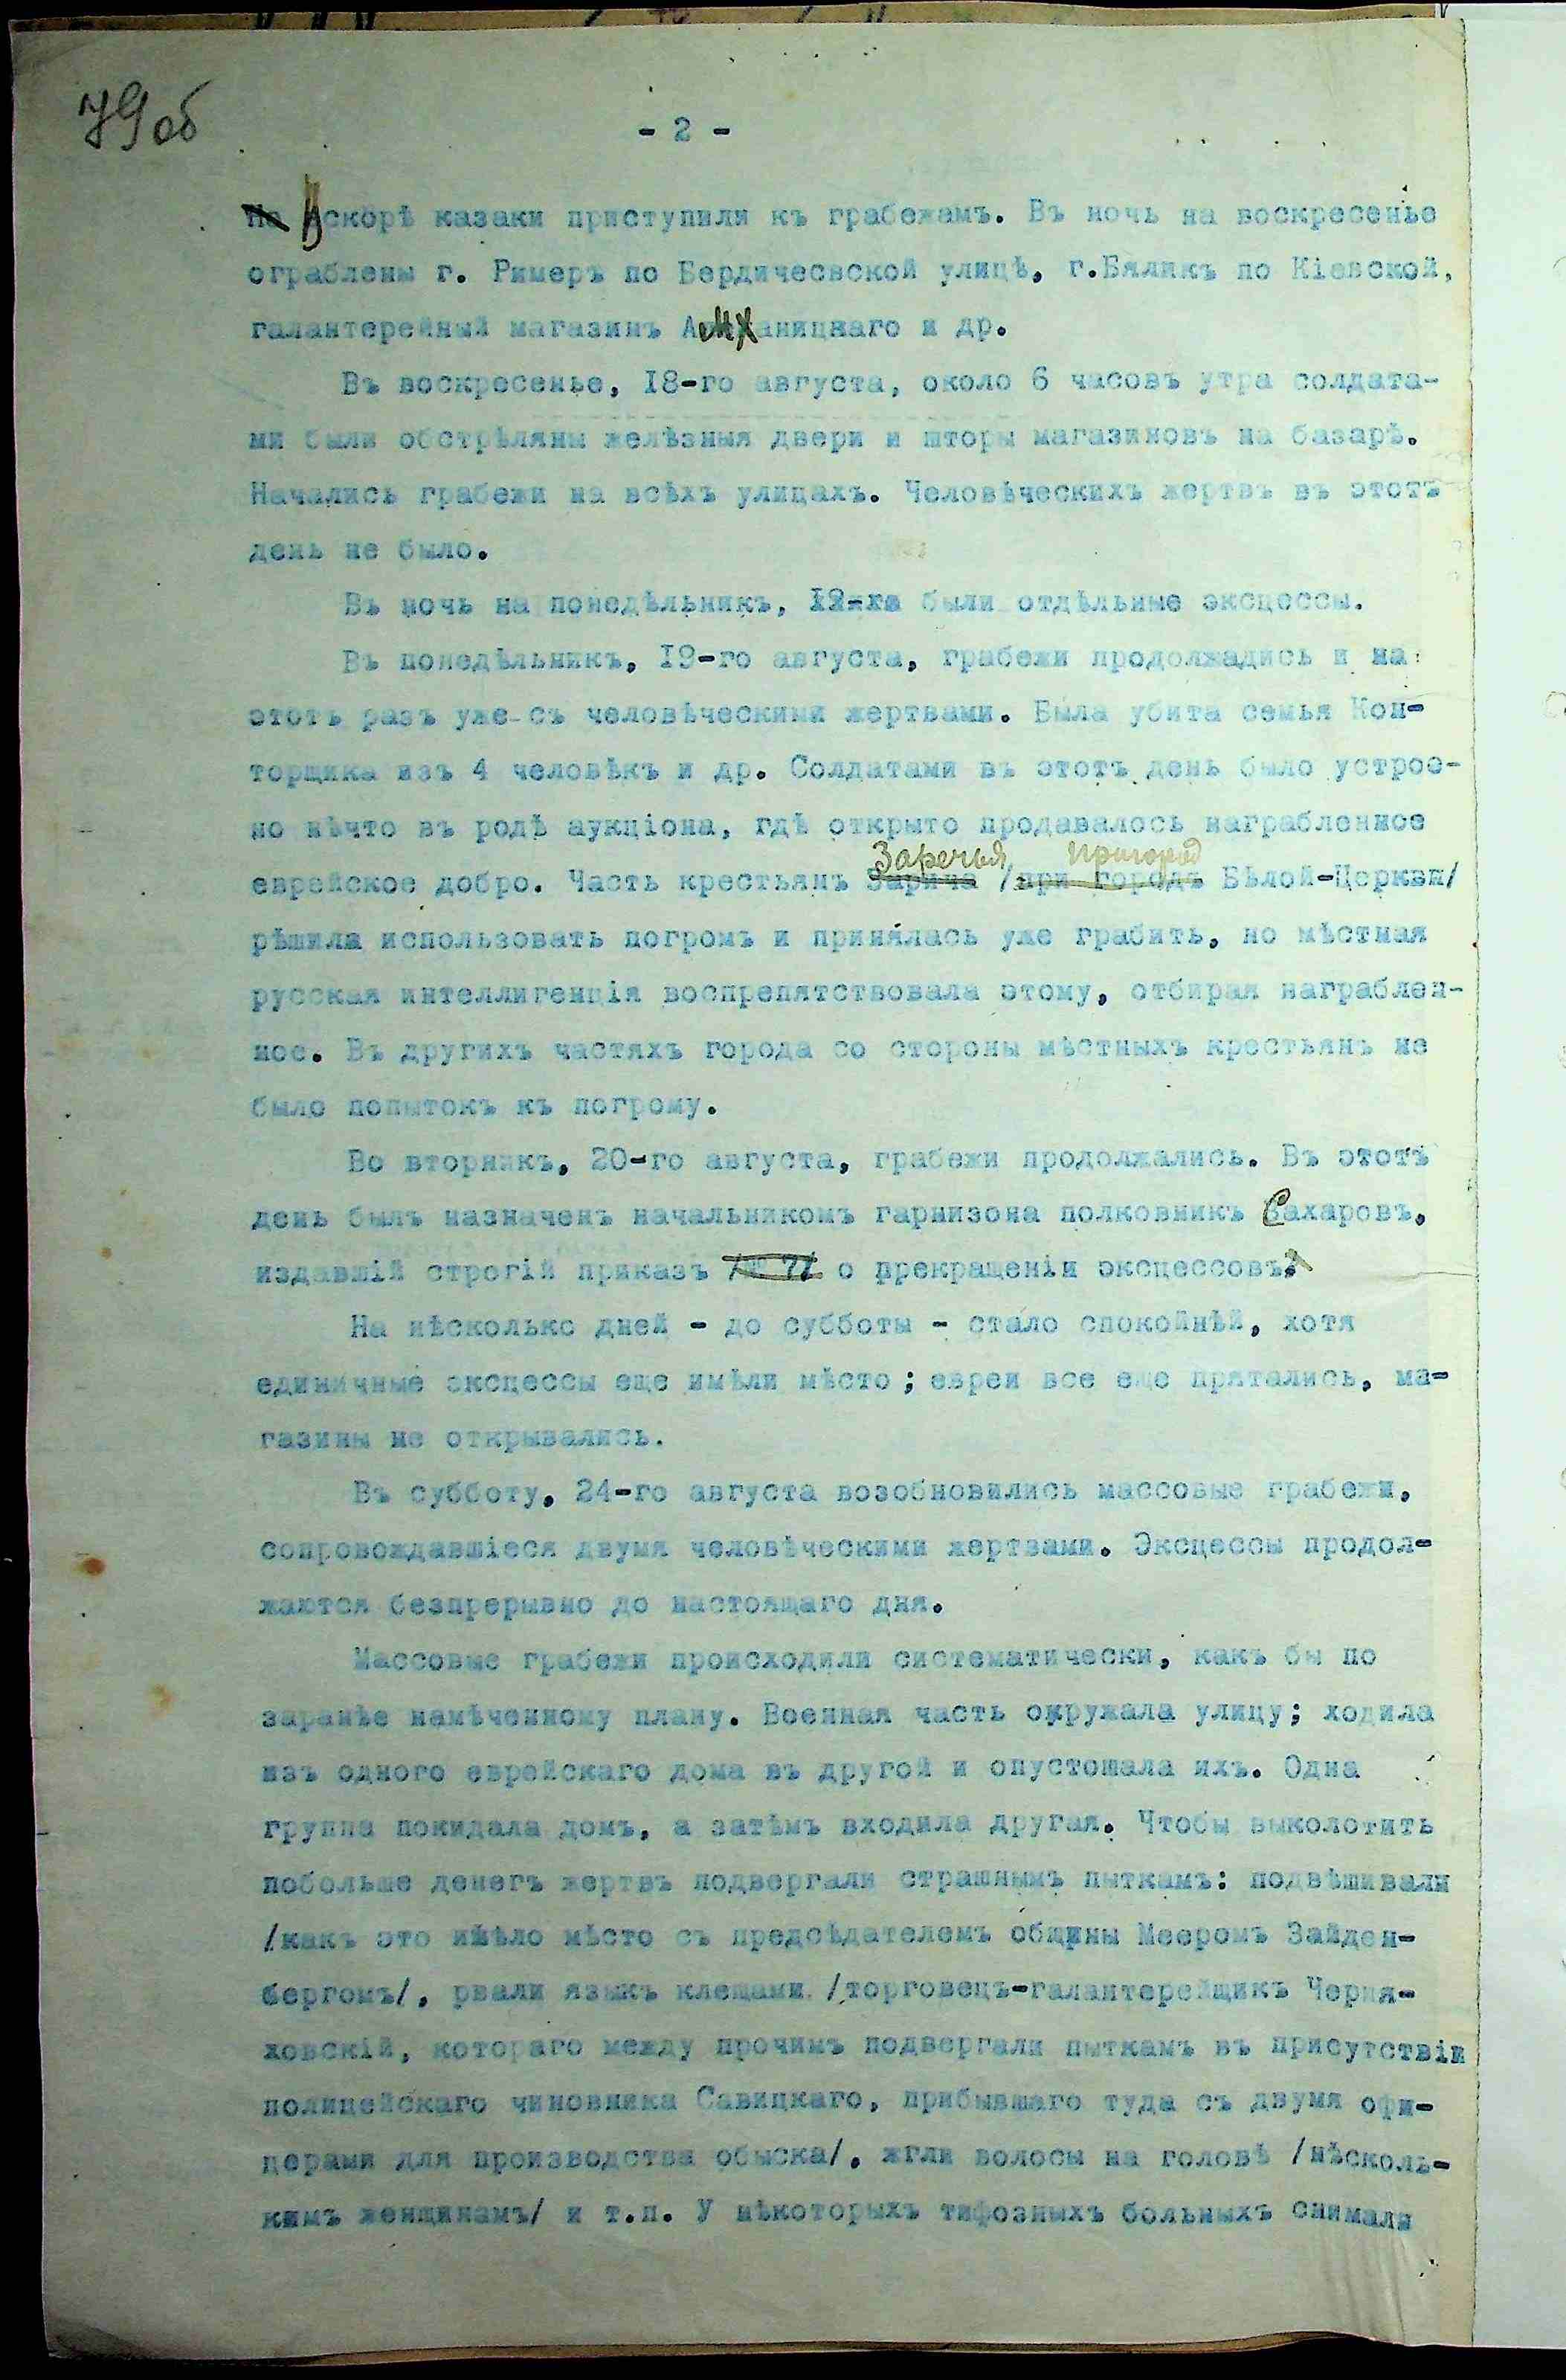 79об
- 2 -
На Вскорѣ казаки приступили къ грабежамъ. Въ ночь на воскресенье
ограблены г. Римеръ по Бердичесвской улицѣ, г.Бяликъ по Кіевской,
галантерейный магазинъ и др.
Въ воскресенье, 18-го августа, около 6 часовъ утра солдата-
ми были обстрѣляны желѣзныя двери и шторы магазиновъ на базарѣ.
Начались грабежи на всѣхъ улицахъ. Человѣческихъ жертвъ въ этотъ
день не было.
Въ ночь на понедѣльникъ, были отдѣльные эксцессы.
Въ понедѣльникъ, 19-го августа, грабежи продолжадись и на
этотъ разъ уже съ человѣческими жертвами. Была убита семья Кон-
торщика изъ 4 человѣкъ и др. Солдатами въ этотъ день было устрое-
но нѣчто въ родѣ аукціона, гдѣ открыто продавалось награбленное
Заречья, Пригород
еврейское добро. Часть крестьянъ Зарича /при городъ Бѣлой-Церкви/
рѣшила использовать погромъ и принялась уже грабить, но мѣстная
русская интеллигенція воспрепятствовала этому, отбирая награблен-
ное. Въ другихъ частяхъ города со стороны мѣстныхъ крестьянъ не
было попытокъ къ погрому.
Во вторникъ, 20-го августа, грабежи продолжались. Въ этотъ
день былъ назначенъ начальникомъ гарнизона полковникъ Сахаровъ,
издавшій строгій приказъ о прекращеніи эксцессовъ.
На нѣсколько дней - до субботы - стало спокойнѣй, хотя
единичные эксцессы еще имѣли мѣсто; евреи все еще прятались, ма-
газины не открывались.
Въ субботу, 24-го августа возобновились массовые грабежи,
сопровождавшіеся двумя человѣческими жертвами. Эксцессы продол-
жаются безпрерывно до настоящаго дня.
Массовые грабежи происходили систематически, какъ бы по
заранѣе намѣченному плану. Военная часть окружала улицу; ходила
изъ одного еврейскаго дома въ другой и опустошала ихъ. Одна
группа покидала домъ, а затѣмъ входила другая. Чтобы выколотить
побольше денегъ жертвъ подвергали страшнымъ пыткамъ: подвѣшивали
/какъ это имѣло мѣсто съ предсѣдателемъ общины Мееромъ Зайден-
бергомъ/, рвали языкъ клещами /торговецъ-галантерейщикъ Черня-
ховскій, котораго между прочимъ подвергали пыткамъ въ присутствіи
полицейскаго чиновника Савицкаго, прибывшаго туда съ двумя офи-
церами для производства обыска/, жгли волосы на головѣ /нѣсколь-
кимъ женщинамъ/ и т.п. У нѣкоторыхъ тифозныхъ больныхъ снимали